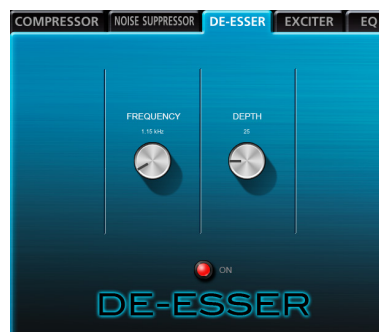 COMPRESSOR NOISE SUPPRESSOR DE-ESSER EXCITER EQ
FREQUENCY DEPTH
1.15 kHz 25
ON
DE-ESSER